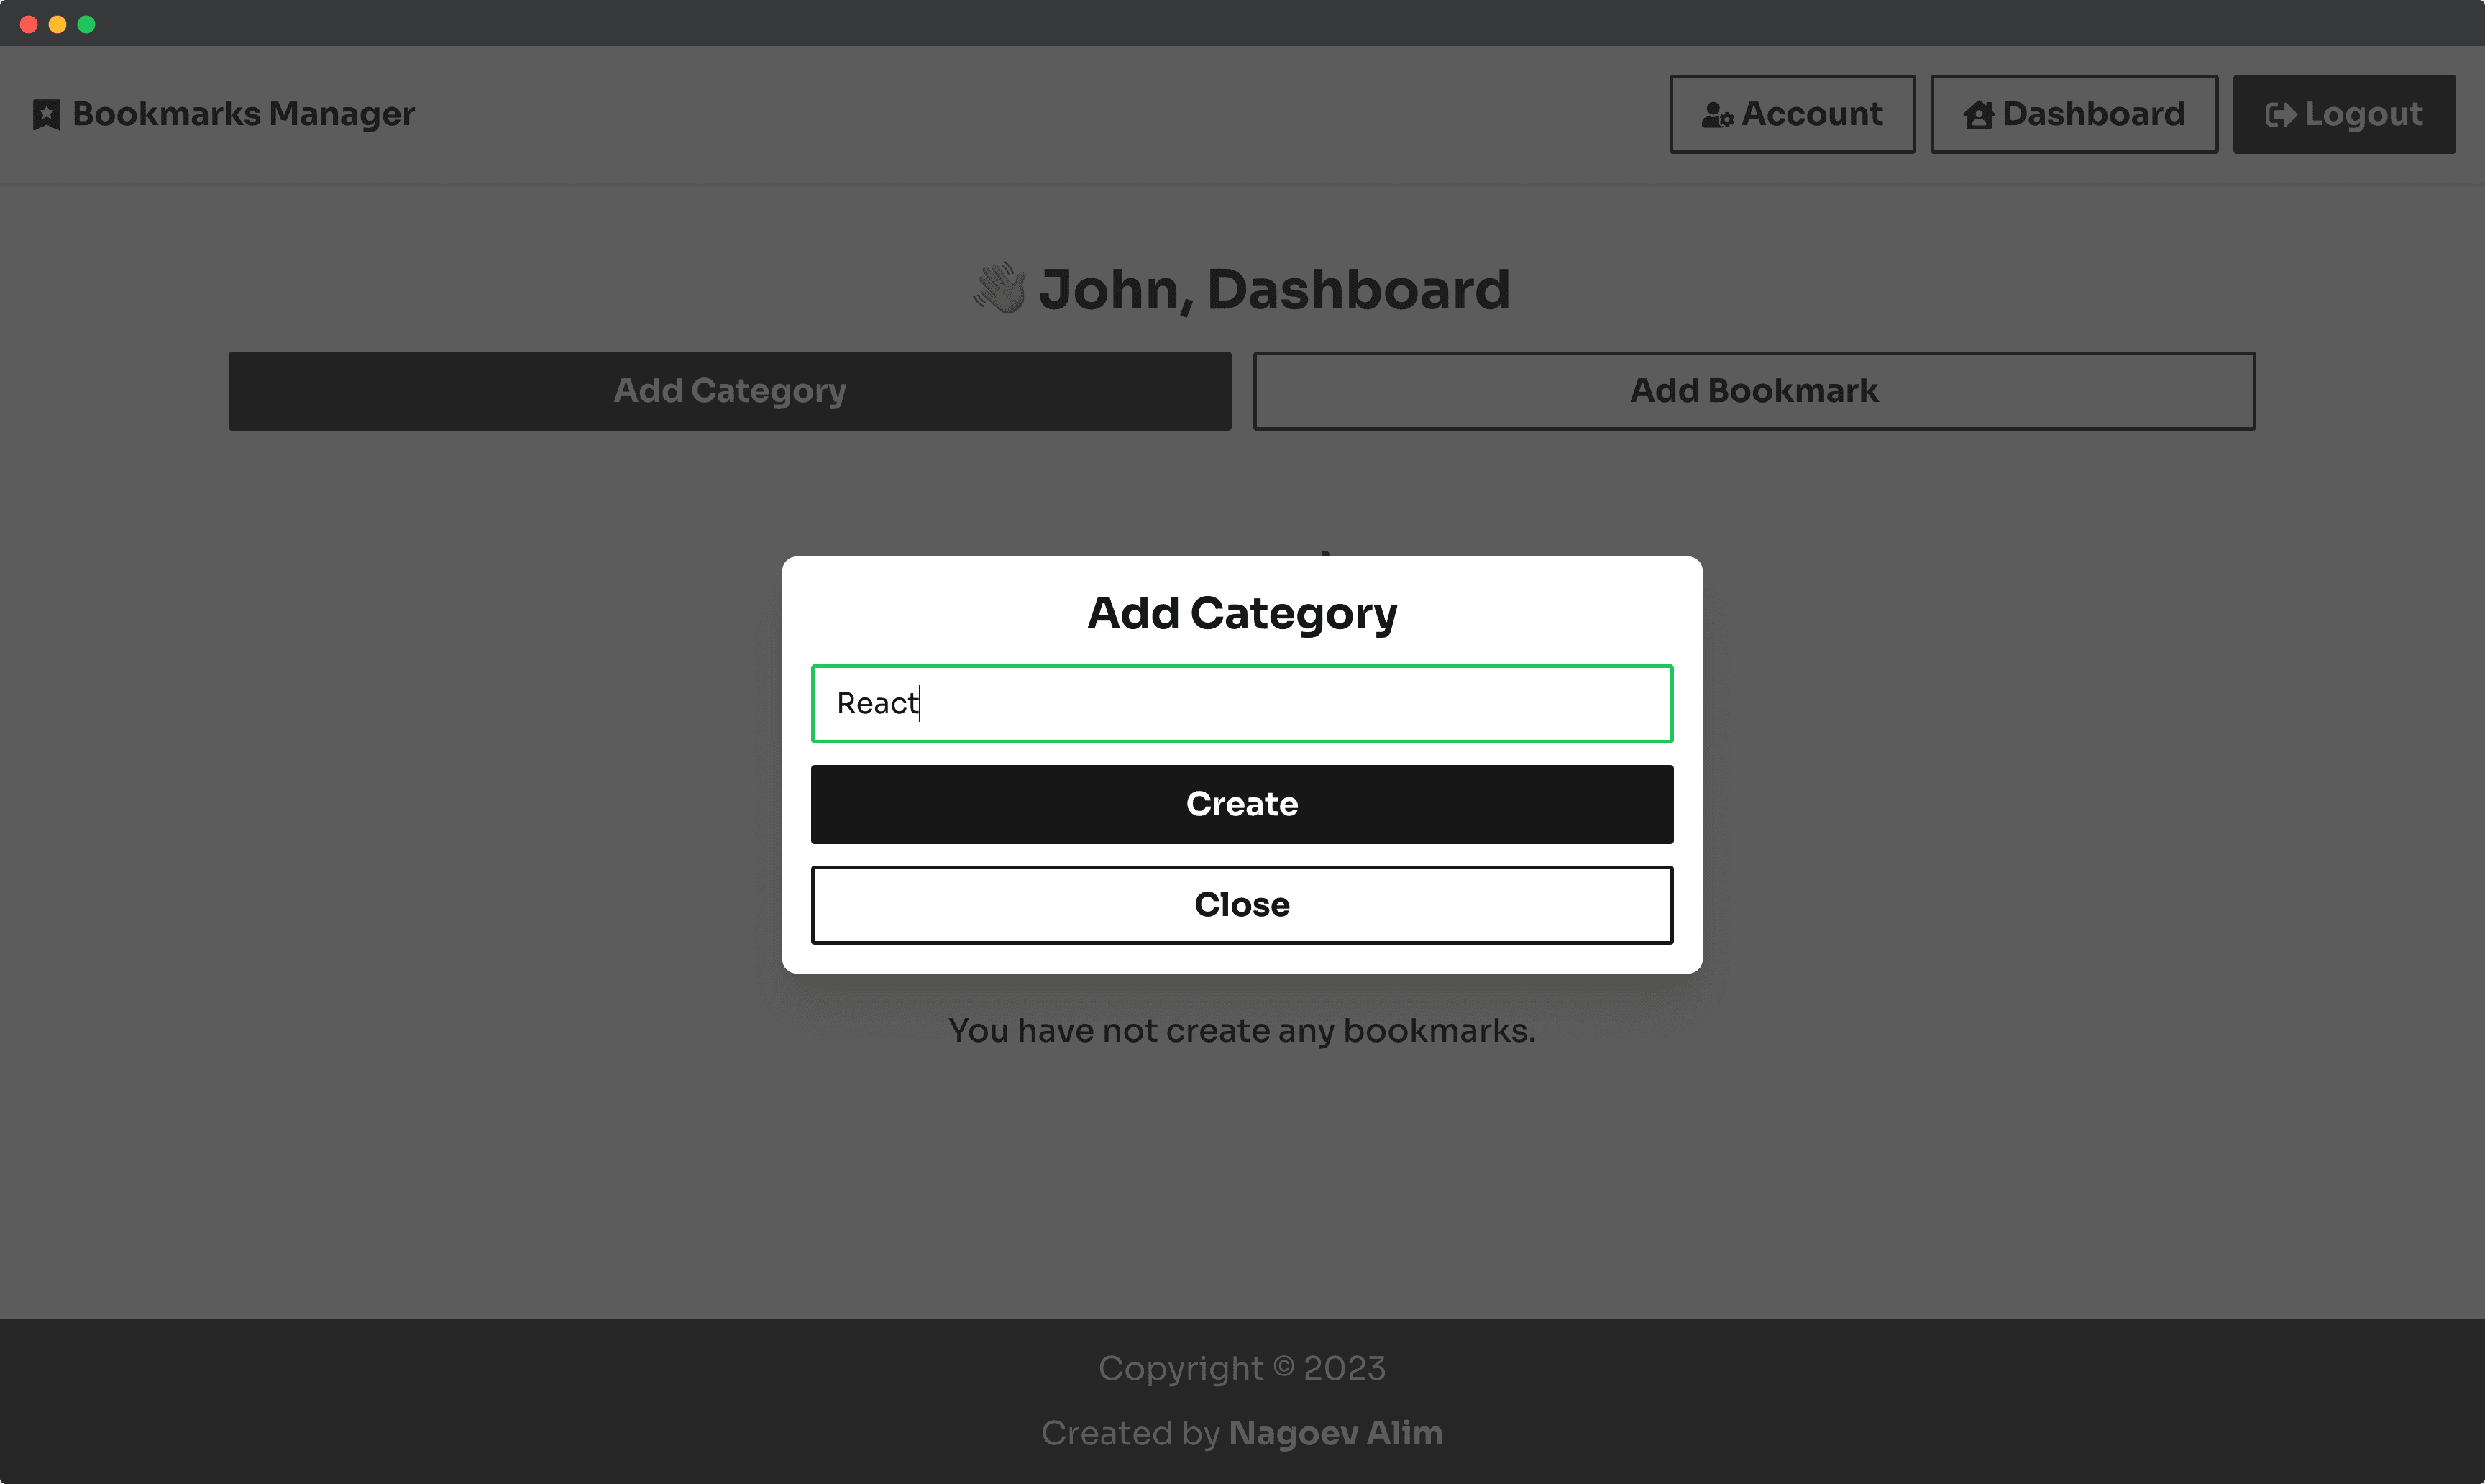 Bookmarks Manager
Account
Dashboard
Logout
John, Dashboard
Add Category
Add Bookmark
Add Category
React
Create
Close
You have not create any bookmarks.
Copyright © 2023
Created by Nagoev Alim